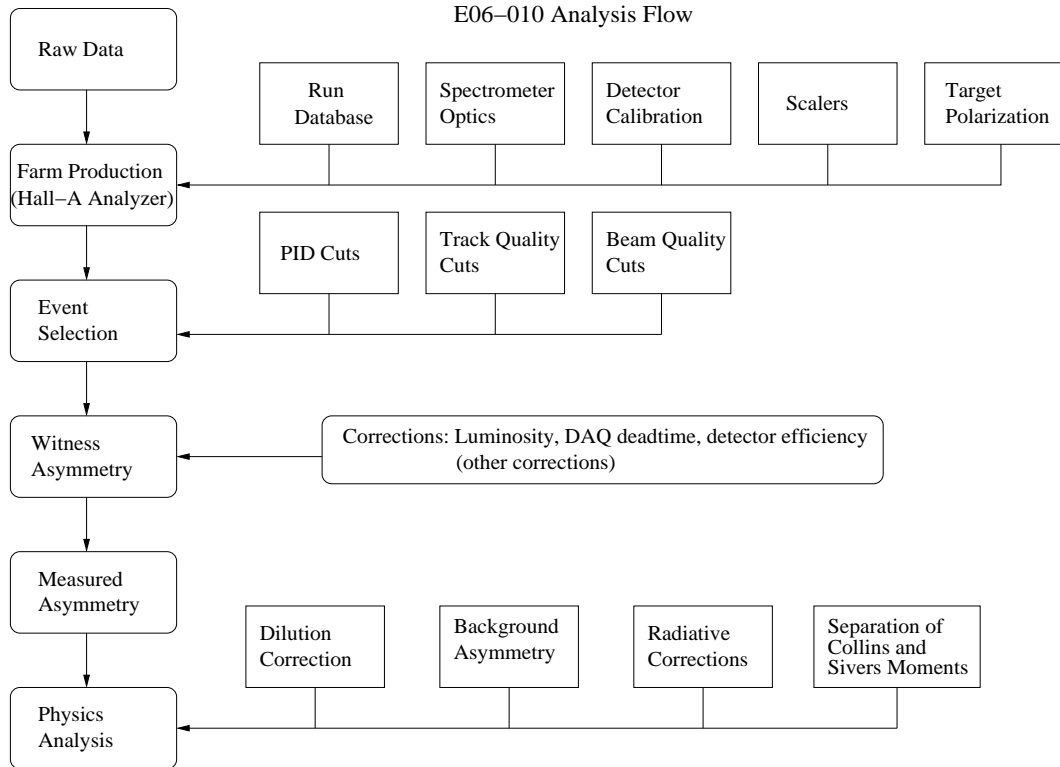 E06−010 Analysis Flow
Raw Data
Run
Database
Spectrometer
Optics
Detector
Calibration
Scalers
Target
Polarization
Farm Production
(Hall−A Analyzer)
PID Cuts
Track Quality
Cuts
Beam Quality
Cuts
Event
Selection
Witness
Asymmetry
Corrections: Luminosity, DAQ deadtime, detector efficiency
(other corrections)
Measured
Asymmetry
Dilution
Correction
Background
Asymmetry
Radiative
Corrections
Separation of
Collins and
Sivers Moments
Physics
Analysis